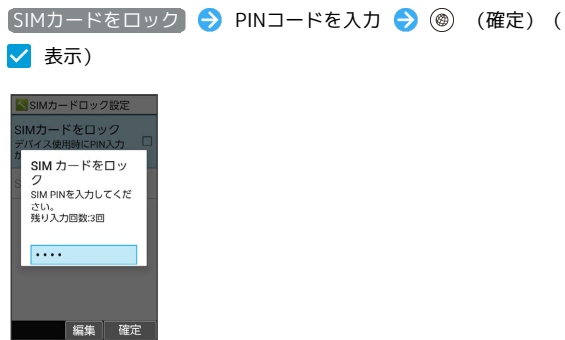 SIMカードをロック PINコードを入力 （確定）（
表示）
SIMカードロック設定
SIMカードをロック
デバイス使用時にPIN入力
が
SIM カードをロッ
ク
SIM PINを入力してくだ
さい。
残り入力回数:3回
S
••••
編集 確定